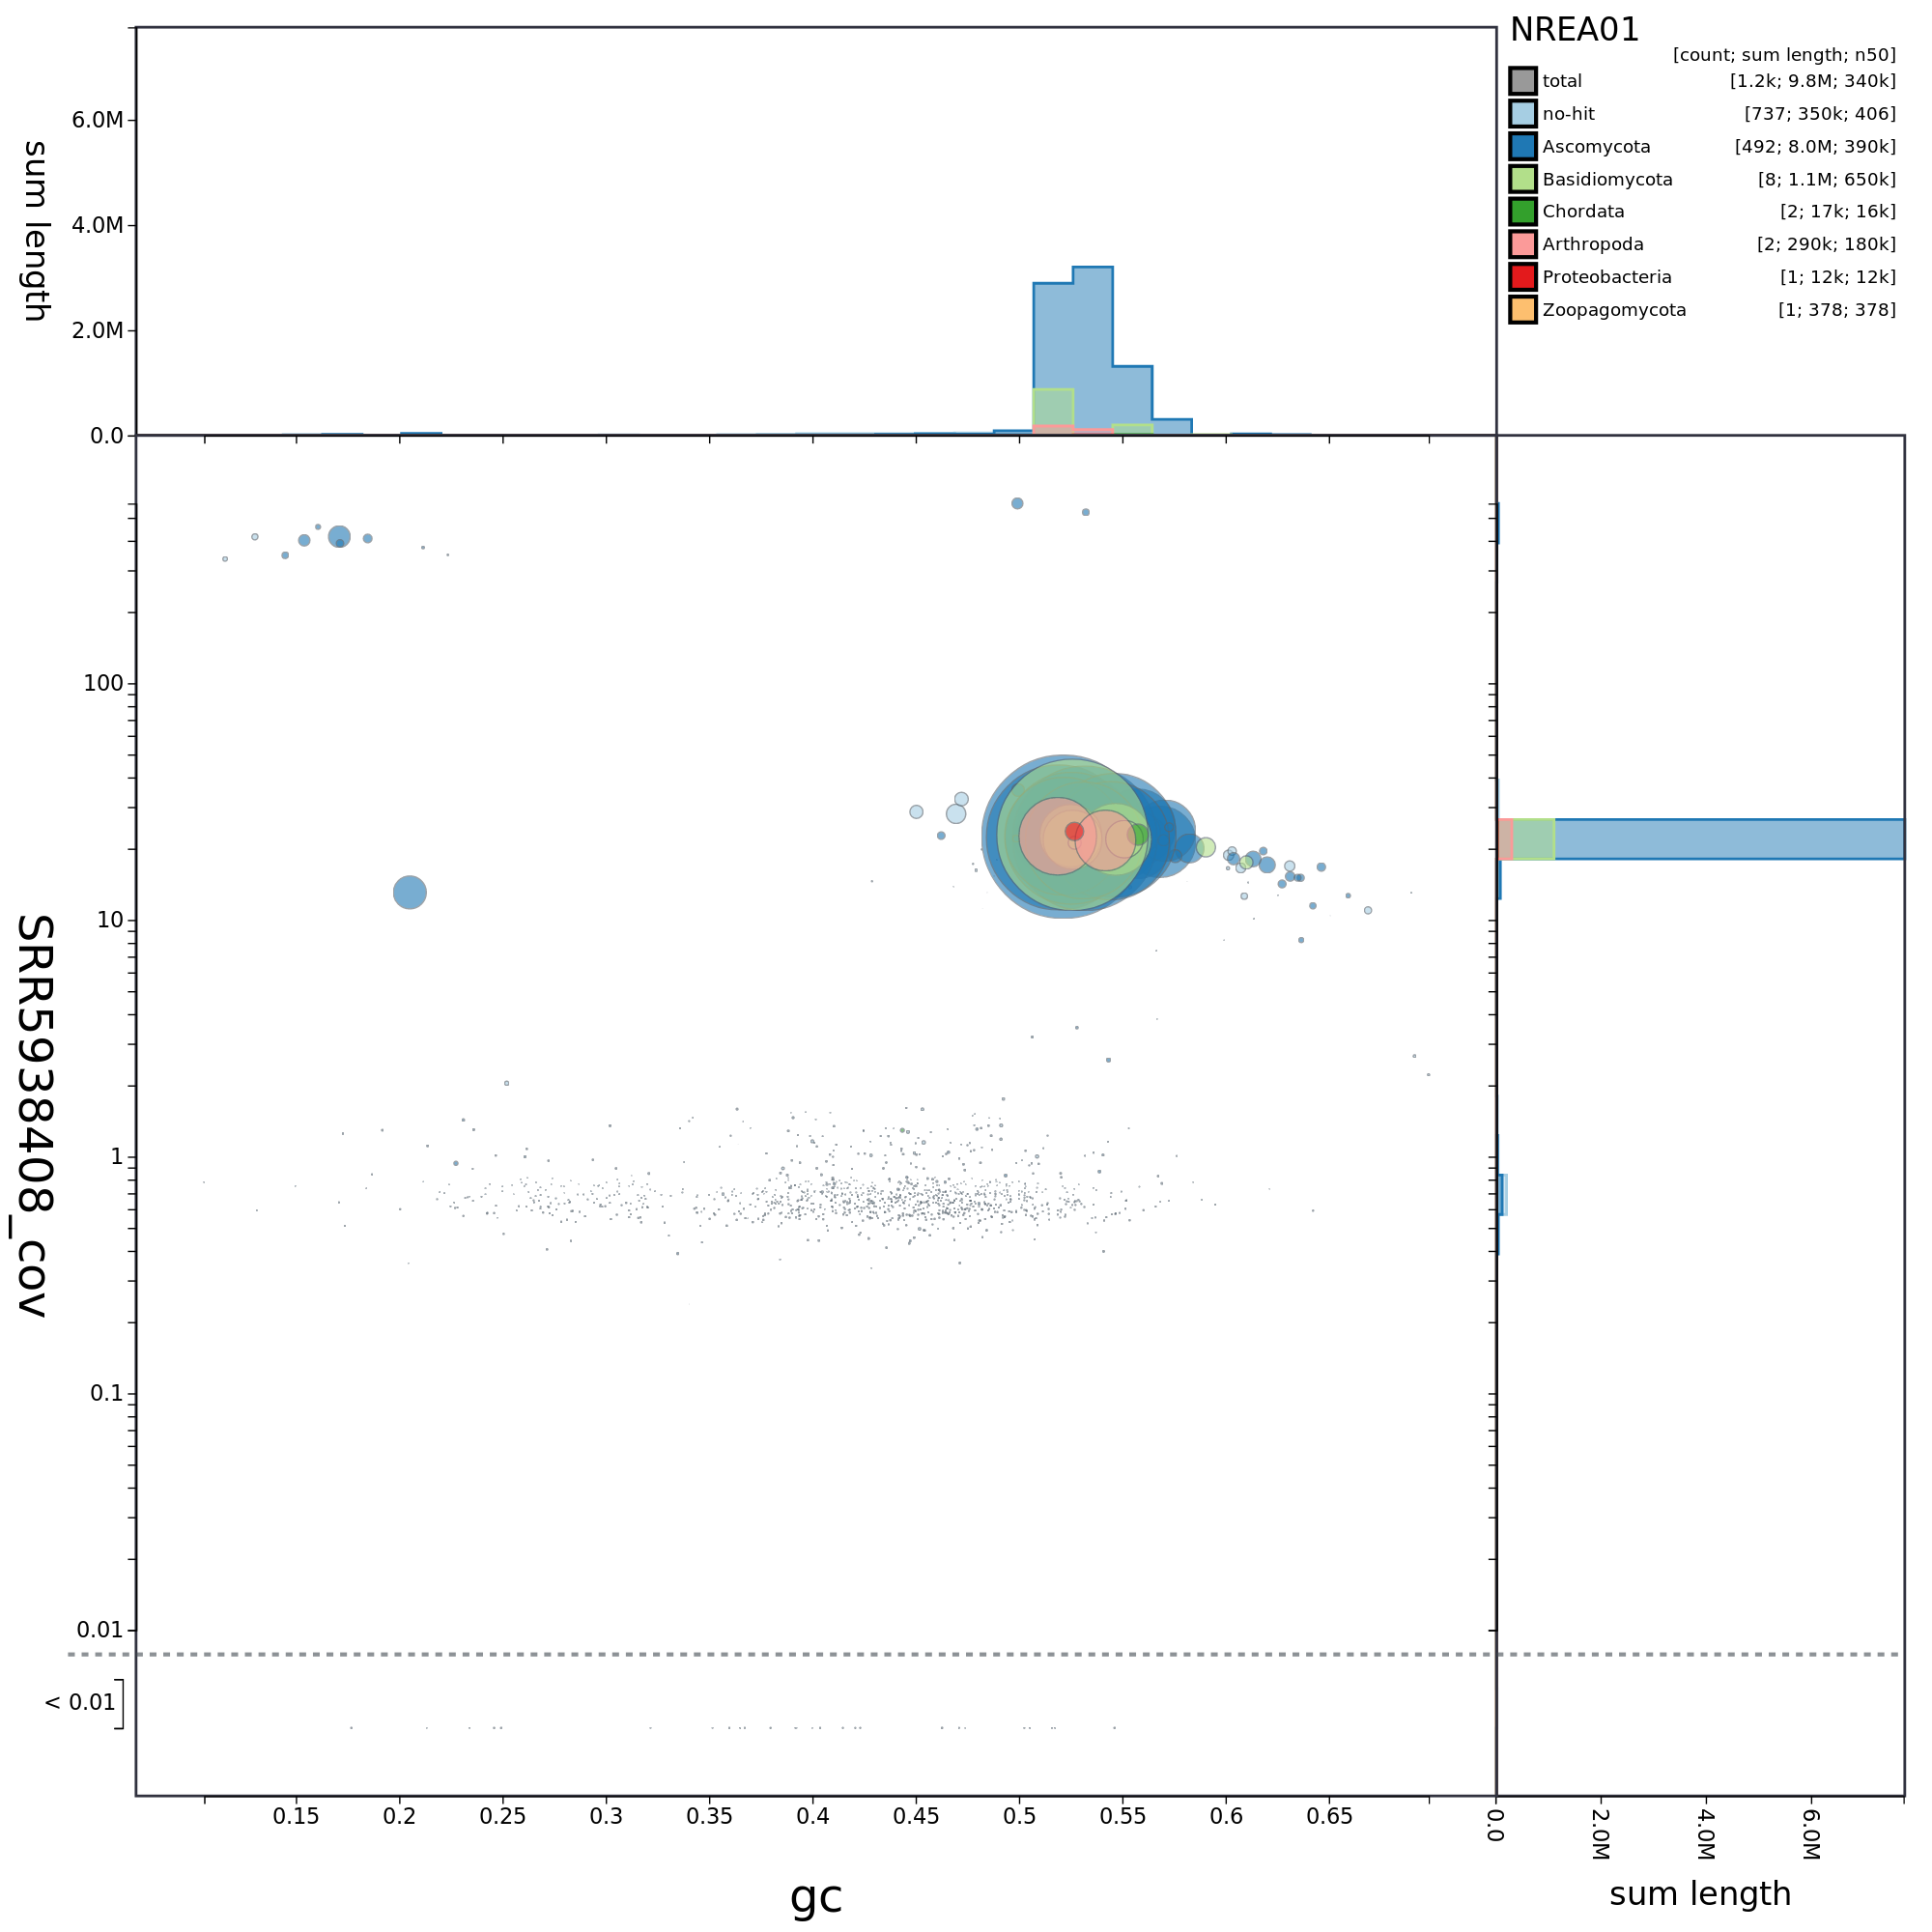 NREA01
[count; sum length; n50]
total [1.2k; 9.8M; 340k]
no-hit [737; 350k; 406]
Ascomycota [492; 8.0M; 390k]
Basidiomycota [8; 1.1M; 650k]
Chordata [2; 17k; 16k]
Arthropoda [2; 290k; 180k]
Proteobacteria [1; 12k; 12k]
Zoopagomycota [1; 378; 378]
sum length
6.0M
4.0M
2.0M
0.0
SRR5938408_cov
100
10
1
0.1
0.01
< 0.01
0.15 0.2 0.25 0.3 0.35 0.4 0.45 0.5 0.55 0.6 0.65
gc
0.0 2.0M 4.0M 6.0M
sum length